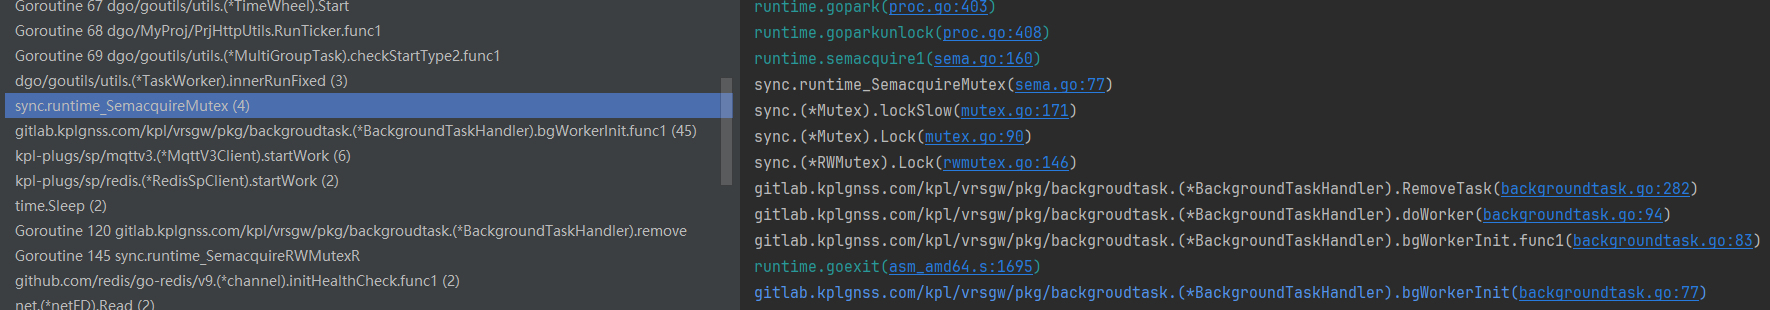 Goroutine 67 dgo/goutils/utils.(*TimeWheel).Start
Goroutine 68 dgo/MyProj/PrjHttpUtils.RunTicker.func1
Goroutine 69 dgo/goutils/utils.(*MultiGroupTask).checkStartType2.func1
dgo/goutils/utils.(*TaskWorker).innerRunFixed (3)
sync.runtime_SemacquireMutex (4)
gitlab.kplgnss.com/kpl/vrsgw/pkg/backgroudtask.(*BackgroundTaskHandler).bgWorkerInit.func1 (45)
kpl-plugs/sp/mqttv3.(*MqttV3Client).startWork (6)
kpl-plugs/sp/redis.(*RedisSpClient).startWork (2)
time.Sleep (2)
Goroutine 120 gitlab.kplgnss.com/kpl/vrsgw/pkg/backgroudtask.(*BackgroundTaskHandler).remove
Goroutine 145 sync.runtime_SemacquireRWMutexR
github.com/redis/go-redis/v9.(*channel).initHealthCheck.func1 (2)
net.(*netFD).Read (2)
runtime.gopark(proc.go:403)
runtime.goparkunlock(proc.go:408)
runtime.semacquire1(sema.go:160)
sync.runtime_SemacquireMutex(sema.go:77)
sync.(*Mutex).lockSlow(mutex.go:171)
sync.(*Mutex).Lock(mutex.go:90)
sync.(*RWMutex).Lock(rwmutex.go:146)
gitlab.kplgnss.com/kpl/vrsgw/pkg/backgroudtask.(*BackgroundTaskHandler).RemoveTask(backgroundtask.go:282)
gitlab.kplgnss.com/kpl/vrsgw/pkg/backgroudtask.(*BackgroundTaskHandler).doWorker(backgroundtask.go:94)
gitlab.kplgnss.com/kpl/vrsgw/pkg/backgroudtask.(*BackgroundTaskHandler).bgWorkerInit.func1(backgroundtask.go:83)
runtime.goexit(asm_amd64.s:1695)
gitlab.kplgnss.com/kpl/vrsgw/pkg/backgroudtask.(*BackgroundTaskHandler).bgWorkerInit(backgroundtask.go:77)